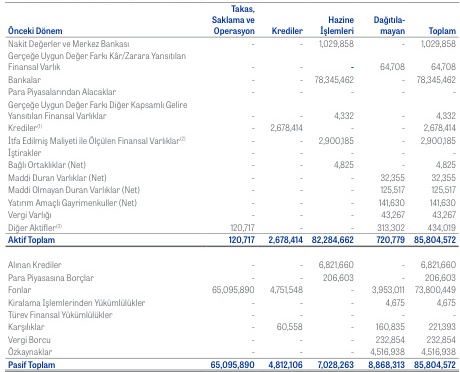 Takas,
Saklama ve Hazine Dağıtıla-
Önceki Dönem Operasyon Krediler İşlemleri mayan Toplam
Nakit Değerler ve Merkez Bankası - - 1,029,858 - 1,029,858
Gerçeğe Uygun Değer Farkı Kâr/Zarara Yansıtılan
Finansal Varlık - - - 64,708 64,708
Bankalar - - 78,345,462 - 78,345,462
Para Piyasalarından Alacaklar - - - - -
Gerçeğe Uygun Değer Farkı Diğer Kapsamlı Gelire
Yansıtılan Finansal Varlıklar - - 4,332 - 4,332
Krediler(1) - 2,678,414 - - 2,678,414
İtfa Edilmiş Maliyeti ile Ölçülen Finansal Varlıklar(2) - - 2,900,185 - 2,900,185
İştirakler - - - - -
Bağlı Ortaklıklar (Net) - - 4,825 - 4,825
Maddi Duran Varlıklar (Net) - - - 32,355 32,355
Maddi Olmayan Duran Varlıklar (Net) - - - 125,517 125,517
Yatırım Amaçlı Gayrimenkuller (Net) - - - 141,630 141,630
Vergi Varlığı - - - 43,267 43,267
Diğer Aktifler(3) 120,717 - - 313,302 434,019
Aktif Toplam 120,717 2,678,414 82,284,662 720,779 85,804,572
Alınan Krediler - - 6,821,660 - 6,821,660
Para Piyasasına Borçlar - - 206,603 - 206,603
Fonlar 65,095,890 4,751,548 - 3,953,011 73,800,449
Kiralama İşlemlerinden Yükümlülükler - - - 4,675 4,675
Türev Finansal Yükümlülükler - - - - -
Karşılıklar - 60,558 - 160,835 221,393
Vergi Borcu - - - 232,854 232,854
Özkaynaklar - - - 4,516,938 4,516,938
Pasif Toplam 65,095,890 4,812,106 7,028,263 8,868,313 85,804,572